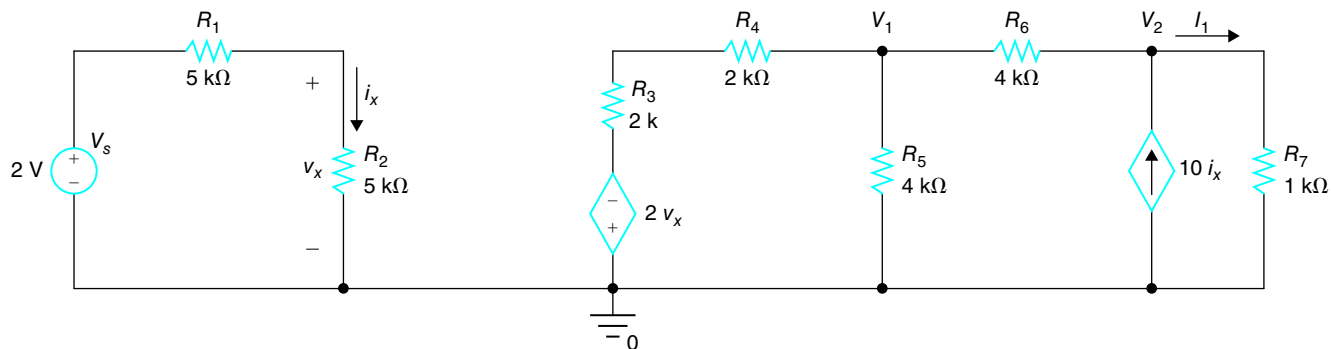 R1
5 kΩ
+
ix
2 V
Vs
+
−
vx
R2
5 kΩ
−
R3
2 k
−
+
2 vx
0
R4
2 kΩ
V1
R5
4 kΩ
R6
4 kΩ
V2
I1
10 ix
R7
1 kΩ